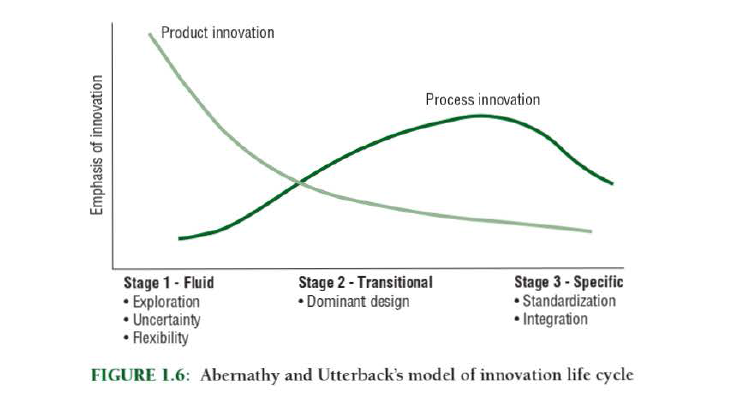 Product innovation
Process innovation
Emphasis of innovation
Stage 1 - Fluid
• Exploration
• Uncertainty
• Flexibility
Stage 2 - Transitional
• Dominant design
Stage 3 - Specific
• Standardization
• Integration
FIGURE 1.6: Abernathy and Utterback's model of innovation life cycle